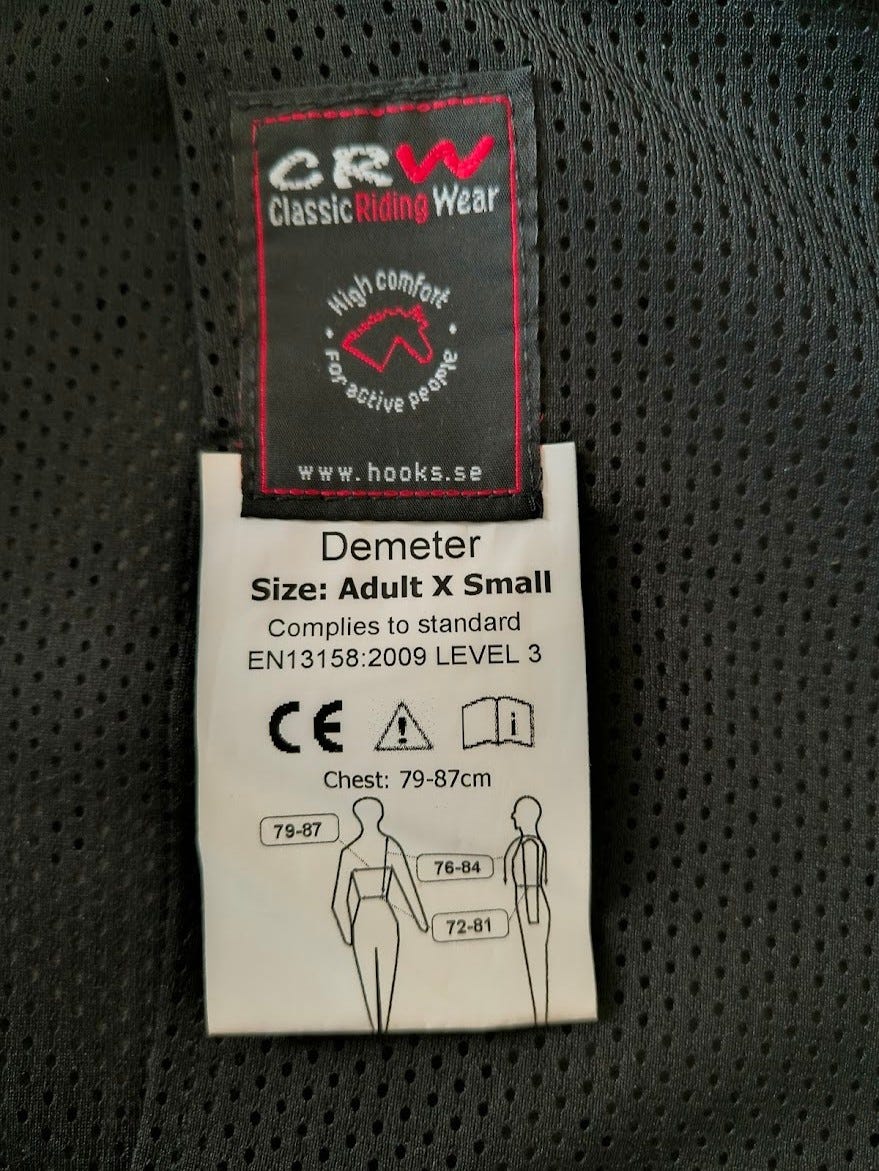 CRW
Classic Riding Wear
High comfort
For active people
www.hooks.se
Demeter
Size: Adult X Small
Complies to standard
EN13158:2009 LEVEL 3
CE ! i
Chest: 79-87cm
79-87
76-84
72-81